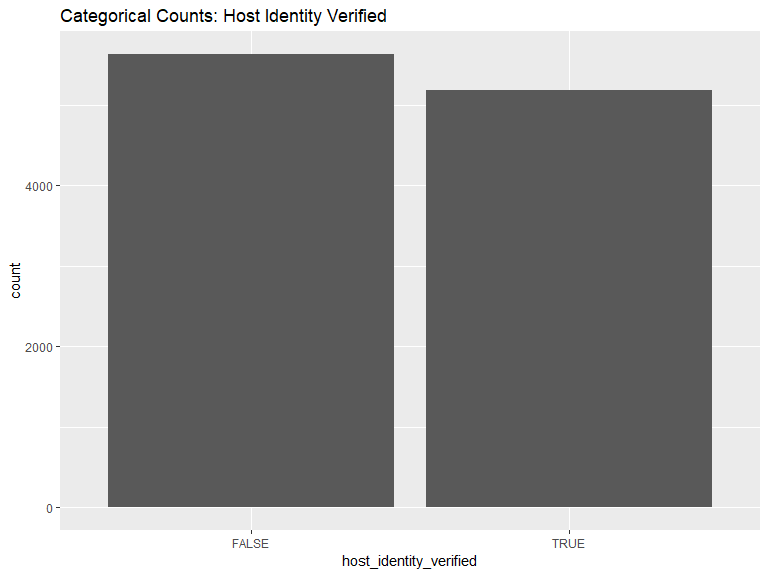 Categorical Counts: Host Identity Verified
count
4000
2000
0
FALSE TRUE
host_identity_verified